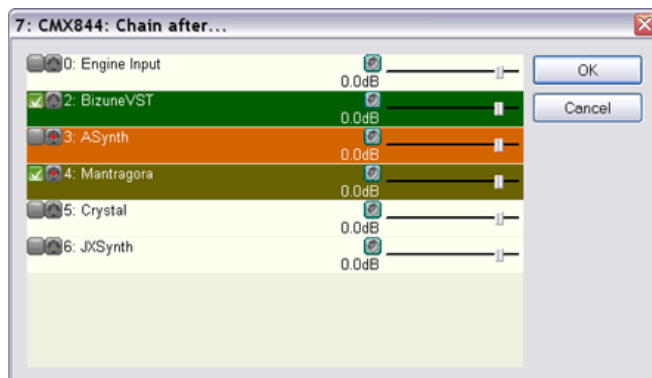 7: CMX844: Chain after...
0: Engine Input
0.0dB
2: BizuneVST
0.0dB
3: ASynth
0.0dB
4: Mantragora
0.0dB
5: Crystal
0.0dB
6: JXSynth
0.0dB
OK
Cancel